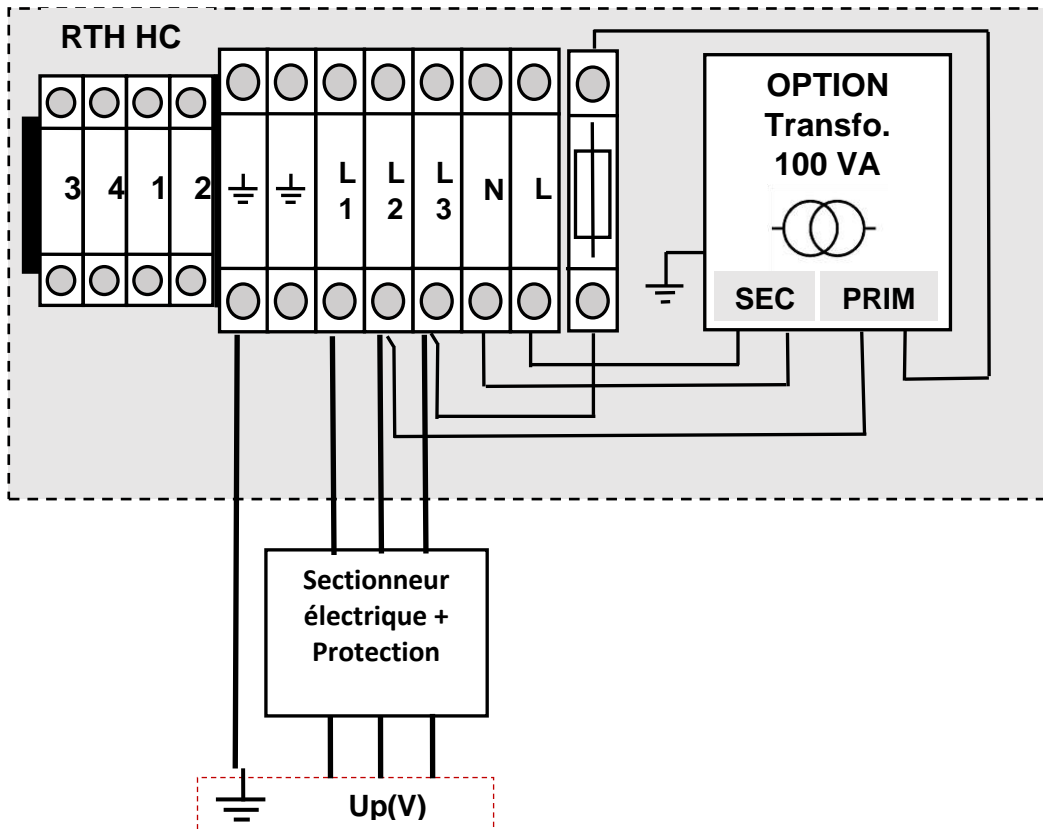 RTH HC
OPTION
Transfo.
100 VA
3 4 1 2
L L L N L
1 2 3
SEC PRIM
Sectionneur
électrique +
Protection
Up(V)